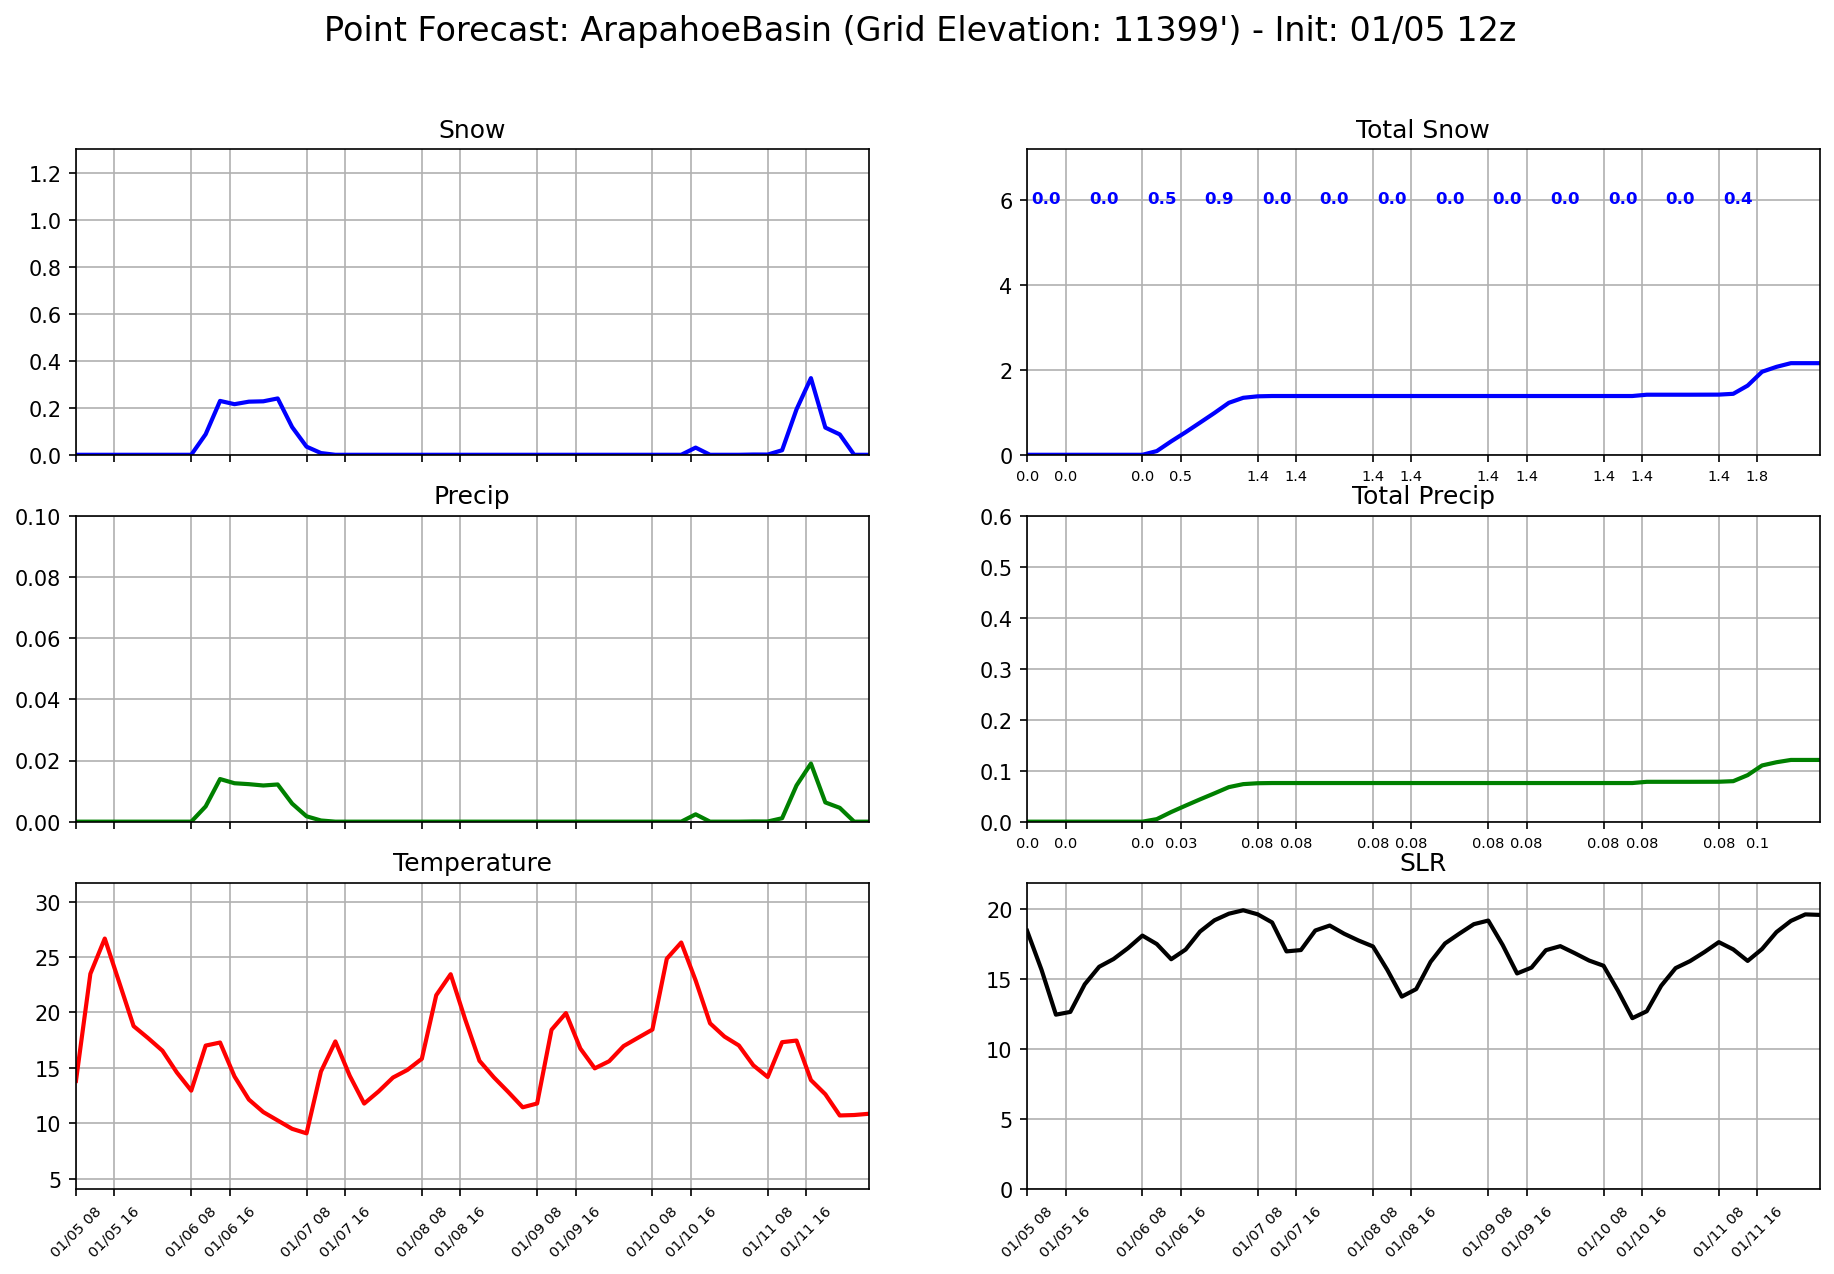 Point Forecast: ArapahoeBasin (Grid Elevation: 11399') - Init: 01/05 12z
Snow
1.2
1.0
0.8
0.6
0.4
0.2
0.0
Total Snow
0.0 0.0 0.5 0.9 0.0 0.0 0.0 0.0 0.0 0.0 0.0 0.0 0.4
6
4
2
0
0.0 0.0 0.0 0.5 1.4 1.4 1.4 1.4 1.4 1.4 1.4 1.4 1.4 1.8
Precip
0.10
0.08
0.06
0.04
0.02
0.00
Total Precip
0.6
0.5
0.4
0.3
0.2
0.1
0.0
0.0 0.0 0.0 0.03 0.08 0.08 0.08 0.08 0.08 0.08 0.08 0.08 0.08 0.1
Temperature
30
25
20
15
10
5
01/05 08 01/05 16 01/06 08 01/06 16 01/07 08 01/07 16 01/08 08 01/08 16 01/09 08 01/09 16 01/10 08 01/10 16 01/11 08 01/11 16
SLR
20
15
10
5
0
01/05 08 01/05 16 01/06 08 01/06 16 01/07 08 01/07 16 01/08 08 01/08 16 01/09 08 01/09 16 01/10 08 01/10 16 01/11 08 01/11 16